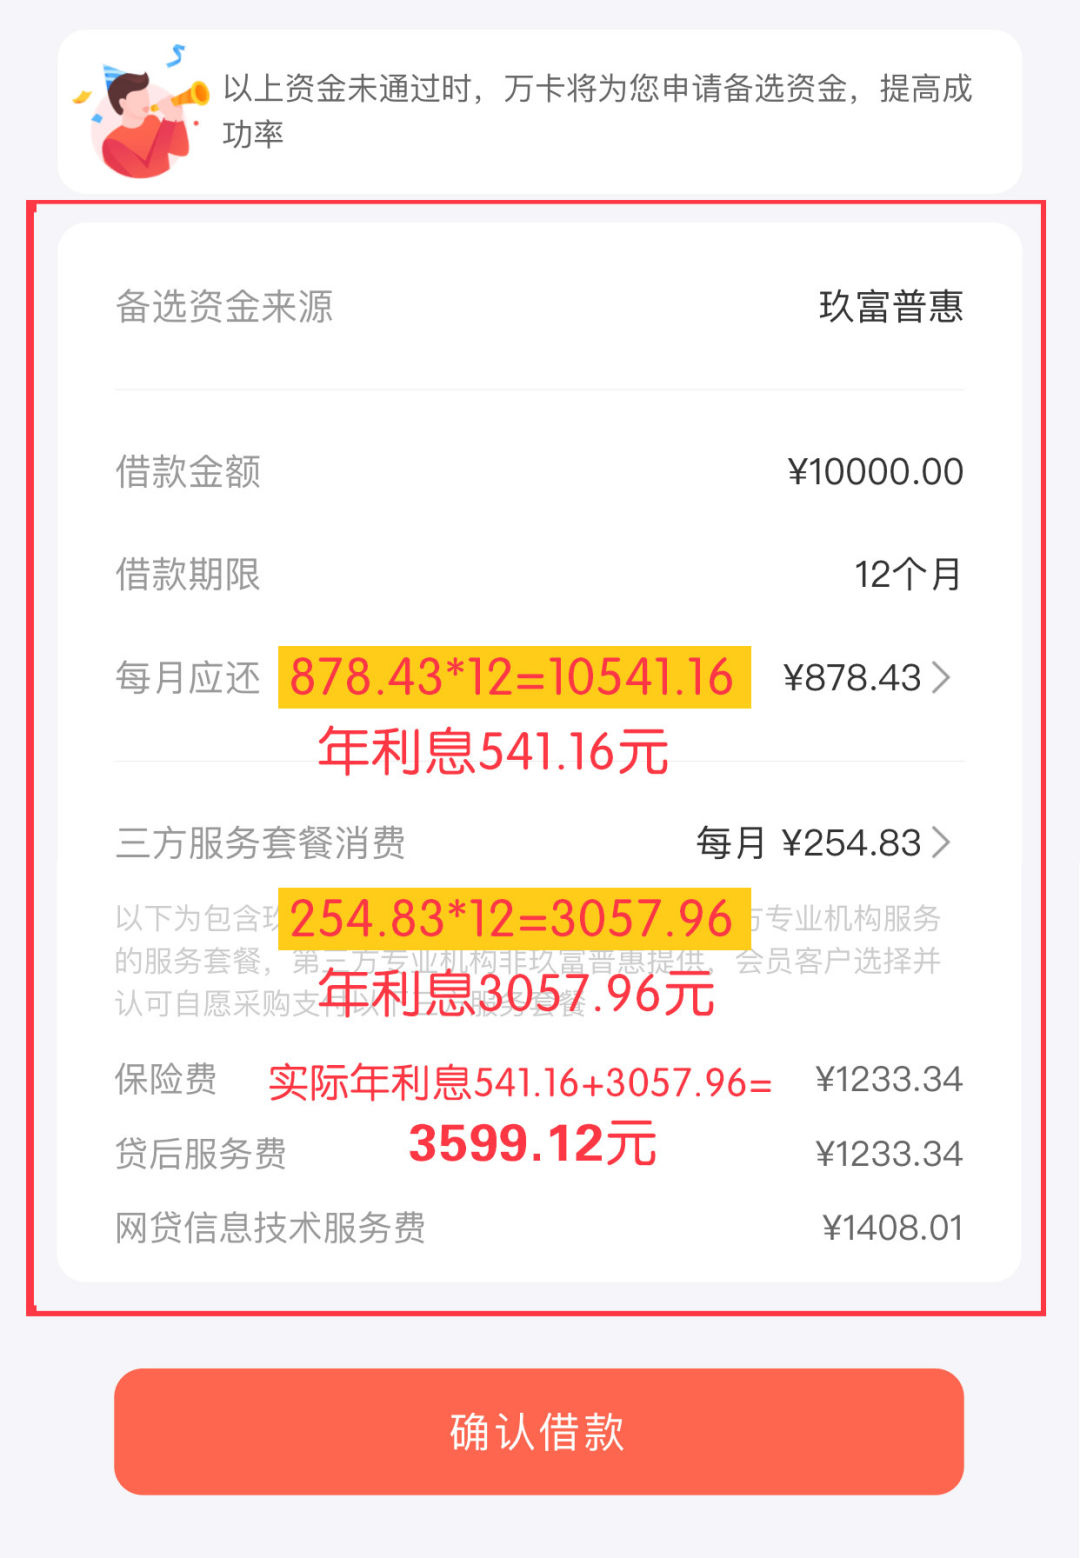 以上资金未通过时，万卡将为您申请备选资金，提高成
功率
备选资金来源 玖富普惠
借款金额 ¥10000.00
借款期限 12个月
每月应还 878.43*12=10541.16 ¥878.43
年利息541.16元
三方服务套餐消费 每月 ¥254.83
以下为包含玖
254.83*12=3057.96
专业机构服务
的服务套餐，第三方专业机构非玖富普惠提供，会员客户选择并
年利息3057.96元
认可自愿采购支付以下三方服务套餐
保险费 实际年利息541.16+3057.96= ¥1233.34
3599.12元
贷后服务费 ¥1233.34
网贷信息技术服务费 ¥1408.01
确认借款